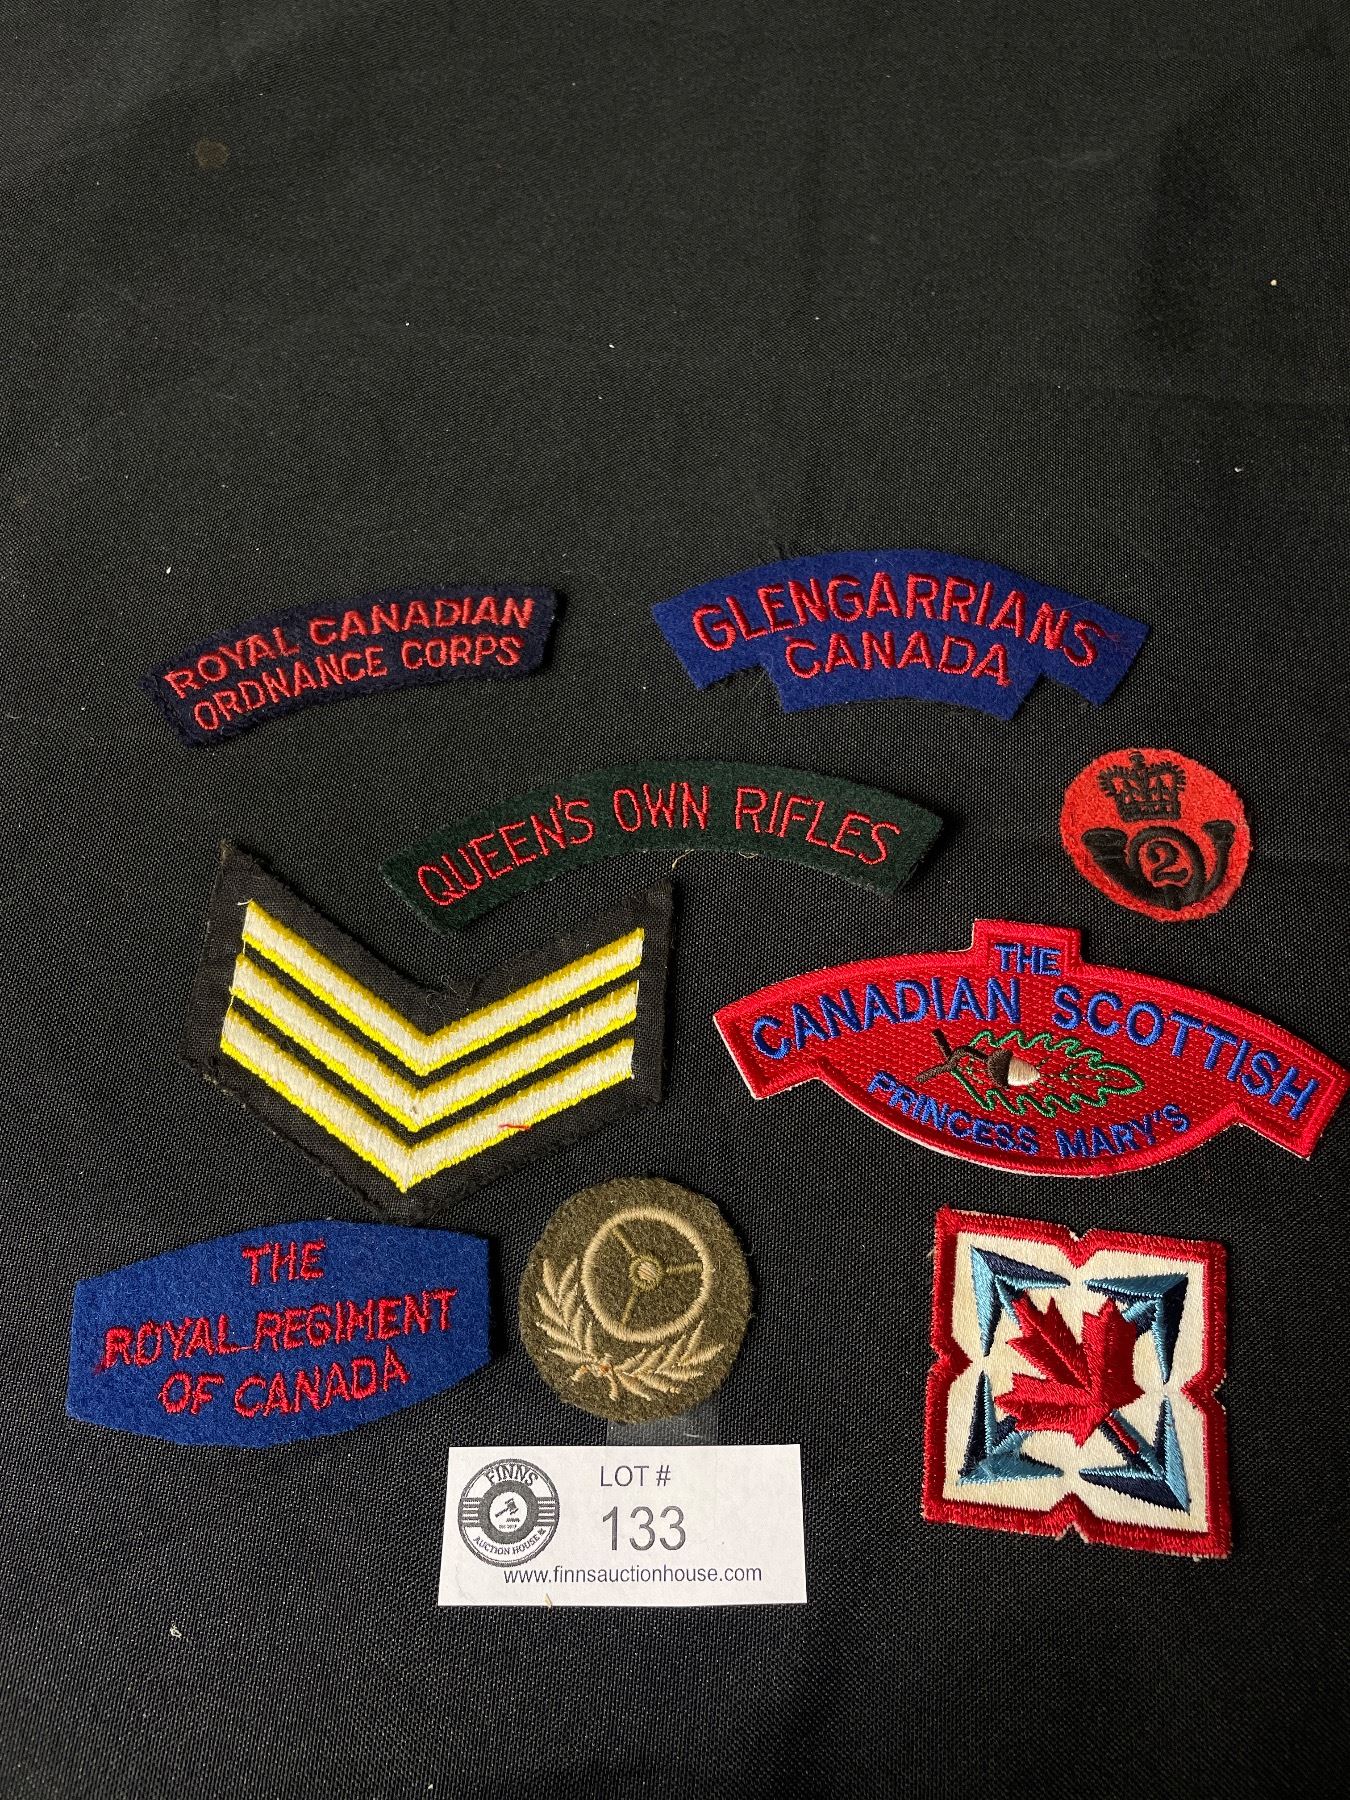 ROYAL CANADIAN
ORDNANCE CORPS
GLENGARRIANS
CANADA
QUEEN'S OWN RIFLES
2
THE
CANADIAN SCOTTISH
PRINCESS MARY'S
THE
ROYAL REGIMENT
OF CANADA
FINNS
AUCTION HOUSE &
LOT #
133
www.finnsauctionhouse.com